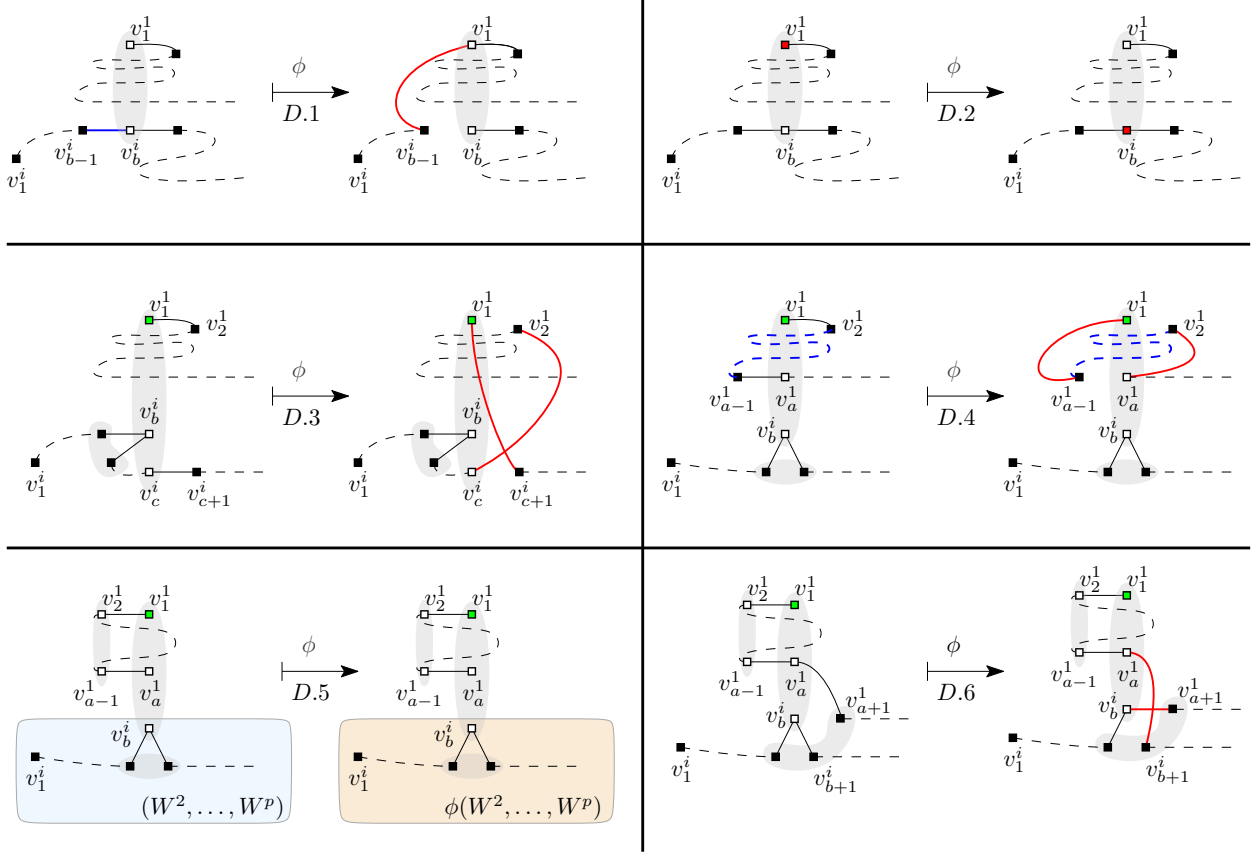 v_1^1 v_1^1
ϕ
D.1
v_{b-1}^i v_b^i v_{b-1}^i v_b^i
v_1^i v_1^i
v_1^1 v_1^1
ϕ
D.2
v_b^i v_b^i
v_1^i v_1^i
v_1^1 v_1^1
v_2^1 v_2^1
ϕ
D.3
v_b^i v_b^i
v_1^i v_c^i v_{c+1}^i v_1^i v_c^i v_{c+1}^i
v_1^1 v_1^1
v_2^1 v_2^1
ϕ
D.4
v_{a-1}^1 v_a^1 v_{a-1}^1 v_a^1
v_b^i v_b^i
v_1^i v_1^i
v_2^1 v_1^1 v_2^1 v_1^1
ϕ
D.5
v_{a-1}^1 v_a^1 v_{a-1}^1 v_a^1
v_b^i v_b^i
v_1^i v_1^i
(W^2, . . . , W^p) ϕ(W^2, . . . , W^p)
v_2^1 v_1^1 v_2^1 v_1^1
ϕ
D.6
v_{a-1}^1 v_a^1 v_{a-1}^1 v_a^1
v_{a+1}^1 v_{a+1}^1
v_b^i v_b^i
v_1^i v_{b+1}^i v_1^i v_{b+1}^i